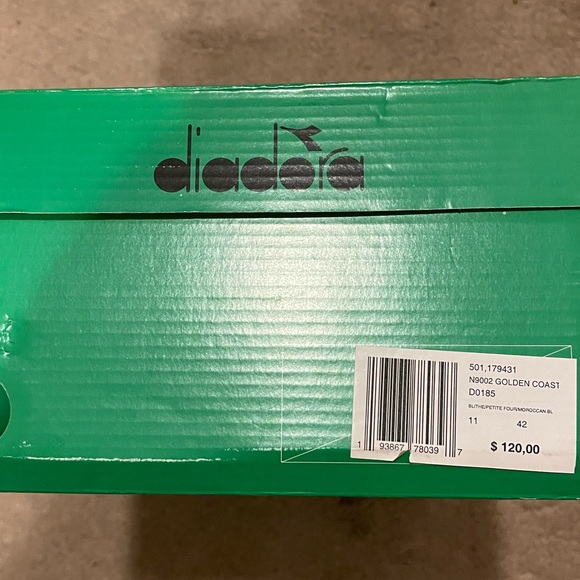 diadora
501,179431
N9002 GOLDEN COAST
D0185
BLITHE/PETITE FOUR/MOROCCAN BL
11 42
1 93867 78039 7
$ 120,00